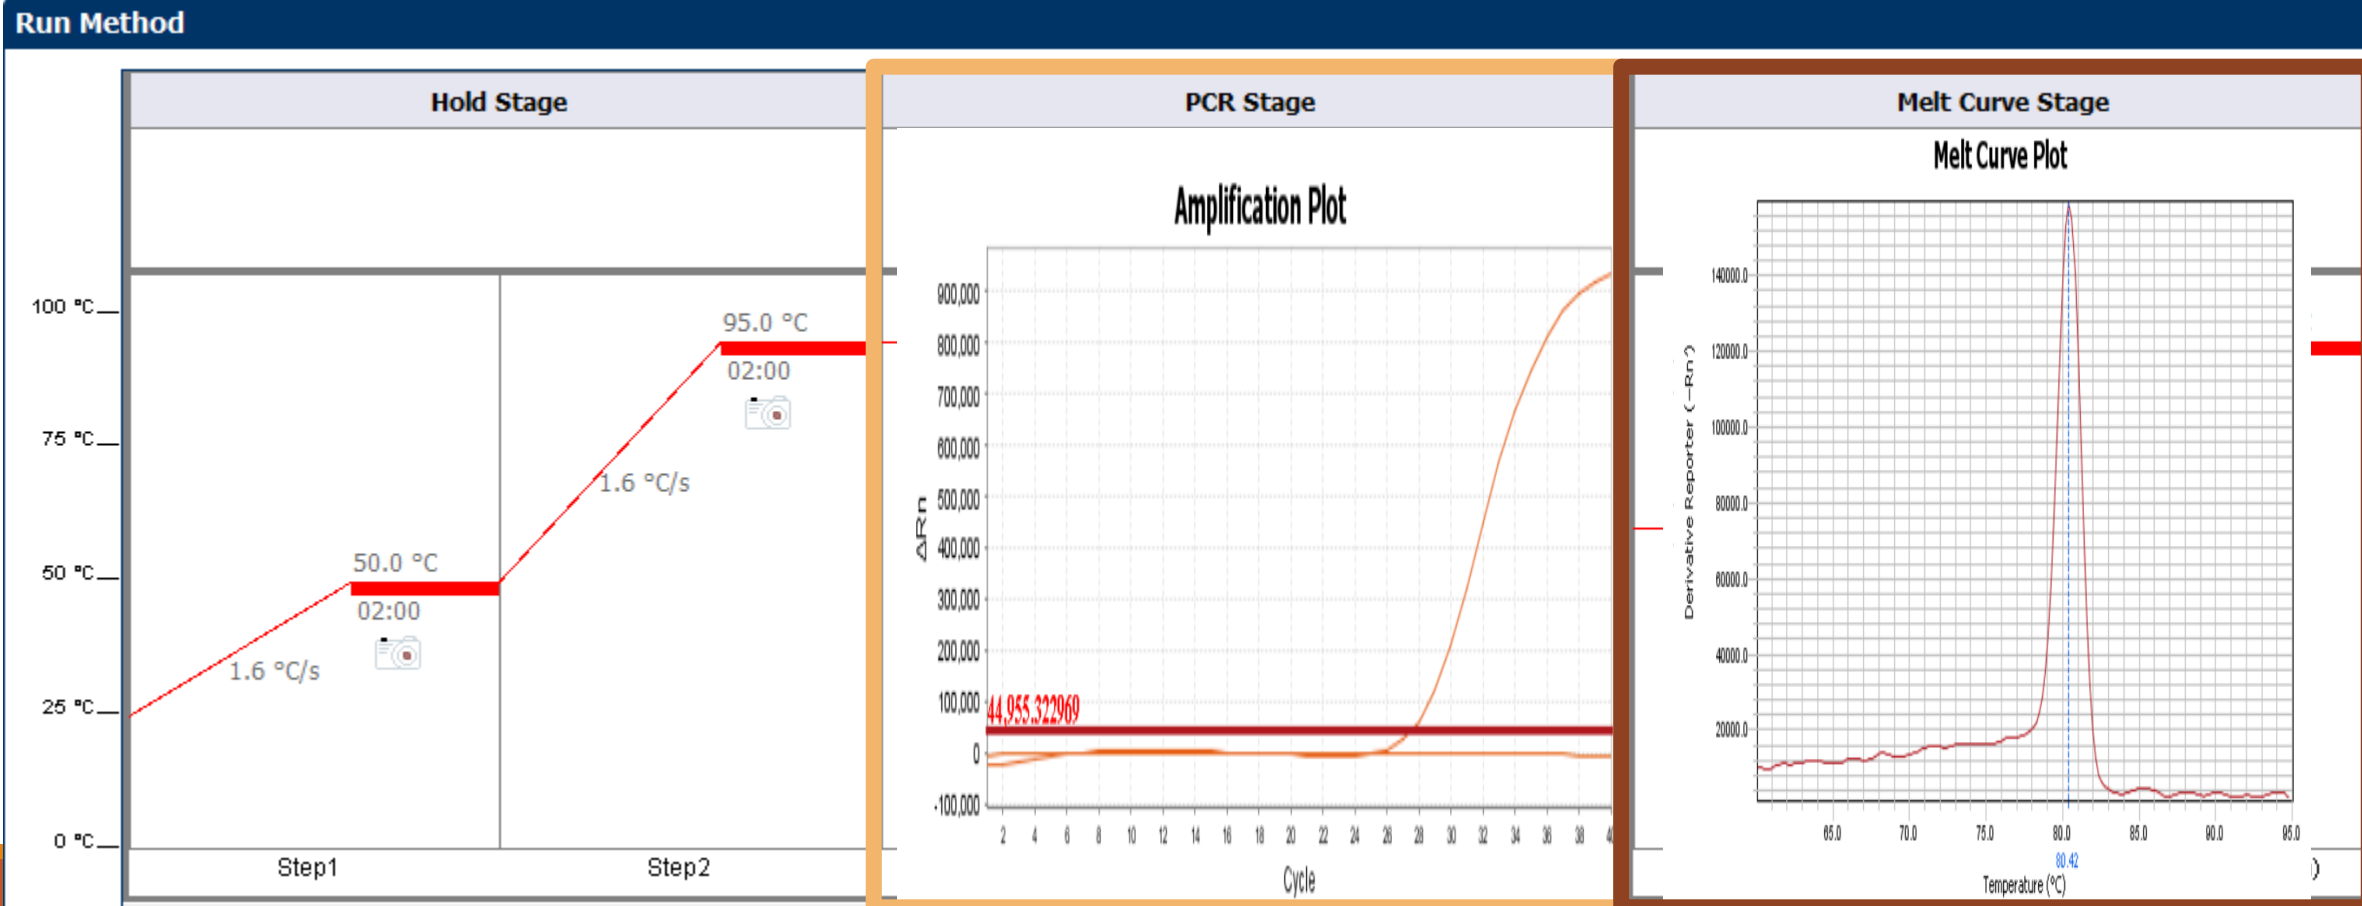 Run Method
Hold Stage
PCR Stage
Melt Curve Stage
100 °C
75 °C
50 °C
25 °C
0 °C
1.6 °C/s
50.0 °C
02:00
1.6 °C/s
95.0 °C
02:00
Step1
Step2
Amplification Plot
ΔRn
900,000
800,000
700,000
600,000
500,000
400,000
300,000
200,000
100,000
0
-100,000
44,955.322969
2 4 6 8 10 12 14 16 18 20 22 24 26 28 30 32 34 36 38
Cycle
Melt Curve Plot
Derivative Reporter (-Rn')
140000.0
120000.0
100000.0
80000.0
60000.0
40000.0
20000.0
65.0 70.0 75.0 80.0 85.0 90.0 95.0
80.42
Temperature (°C)